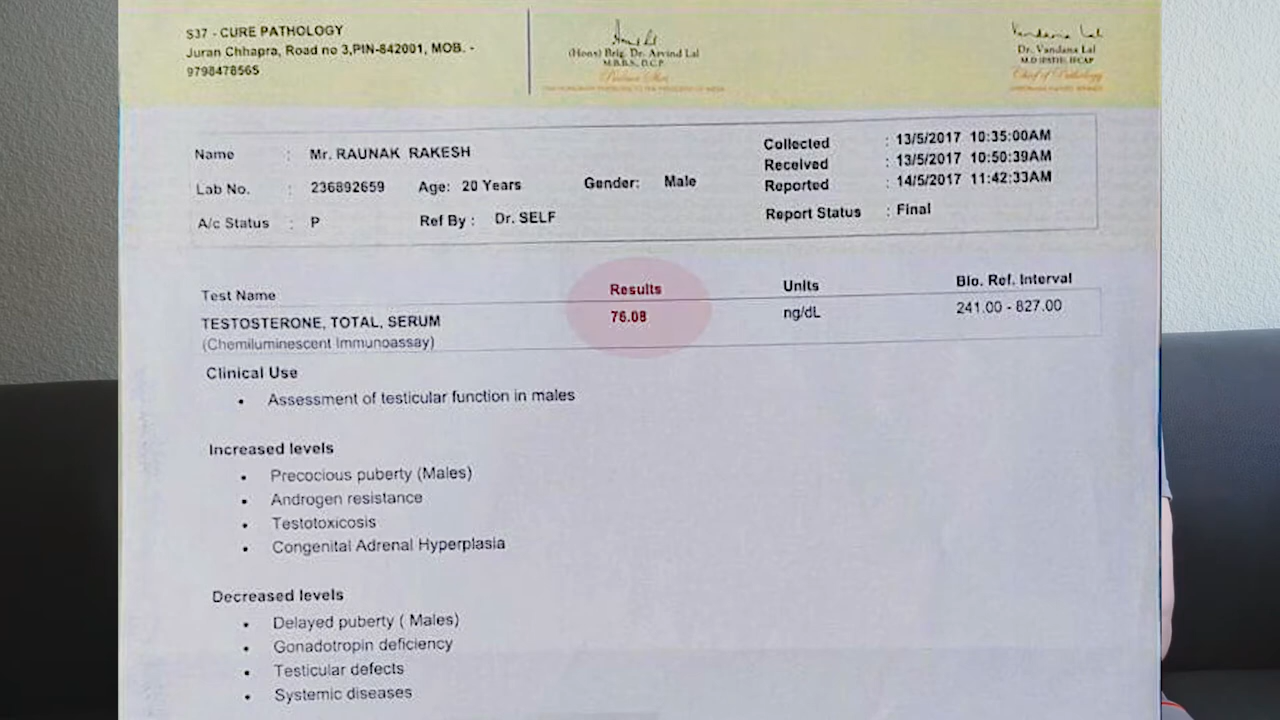 S37 - CURE PATHOLOGY
Juran Chhapra, Road no 3,PIN-842001, MOB. -
9798478565
(Hony) Brig. Dr. Arvind Lal
M.B.B.S, D.C.P
Dr. Vandana Lal
Chief of Pathology
Name : Mr. RAUNAK RAKESH
Lab No. : 236892659 Age: 20 Years Gender: Male
A/c Status : P Ref By : Dr. SELF
Collected : 13/5/2017 10:35:00AM
Received : 13/5/2017 10:50:39AM
Reported : 14/5/2017 11:42:33AM
Report Status : Final
Test Name Results Units Bio. Ref. Interval
TESTOSTERONE, TOTAL, SERUM 76.08 ng/dL 241.00 - 827.00
(Chemiluminescent Immunoassay)
Clinical Use
• Assessment of testicular function in males
Increased levels
• Precocious puberty (Males)
• Androgen resistance
• Testotoxicosis
• Congenital Adrenal Hyperplasia
Decreased levels
• Delayed puberty ( Males)
• Gonadotropin deficiency
• Testicular defects
• Systemic diseases